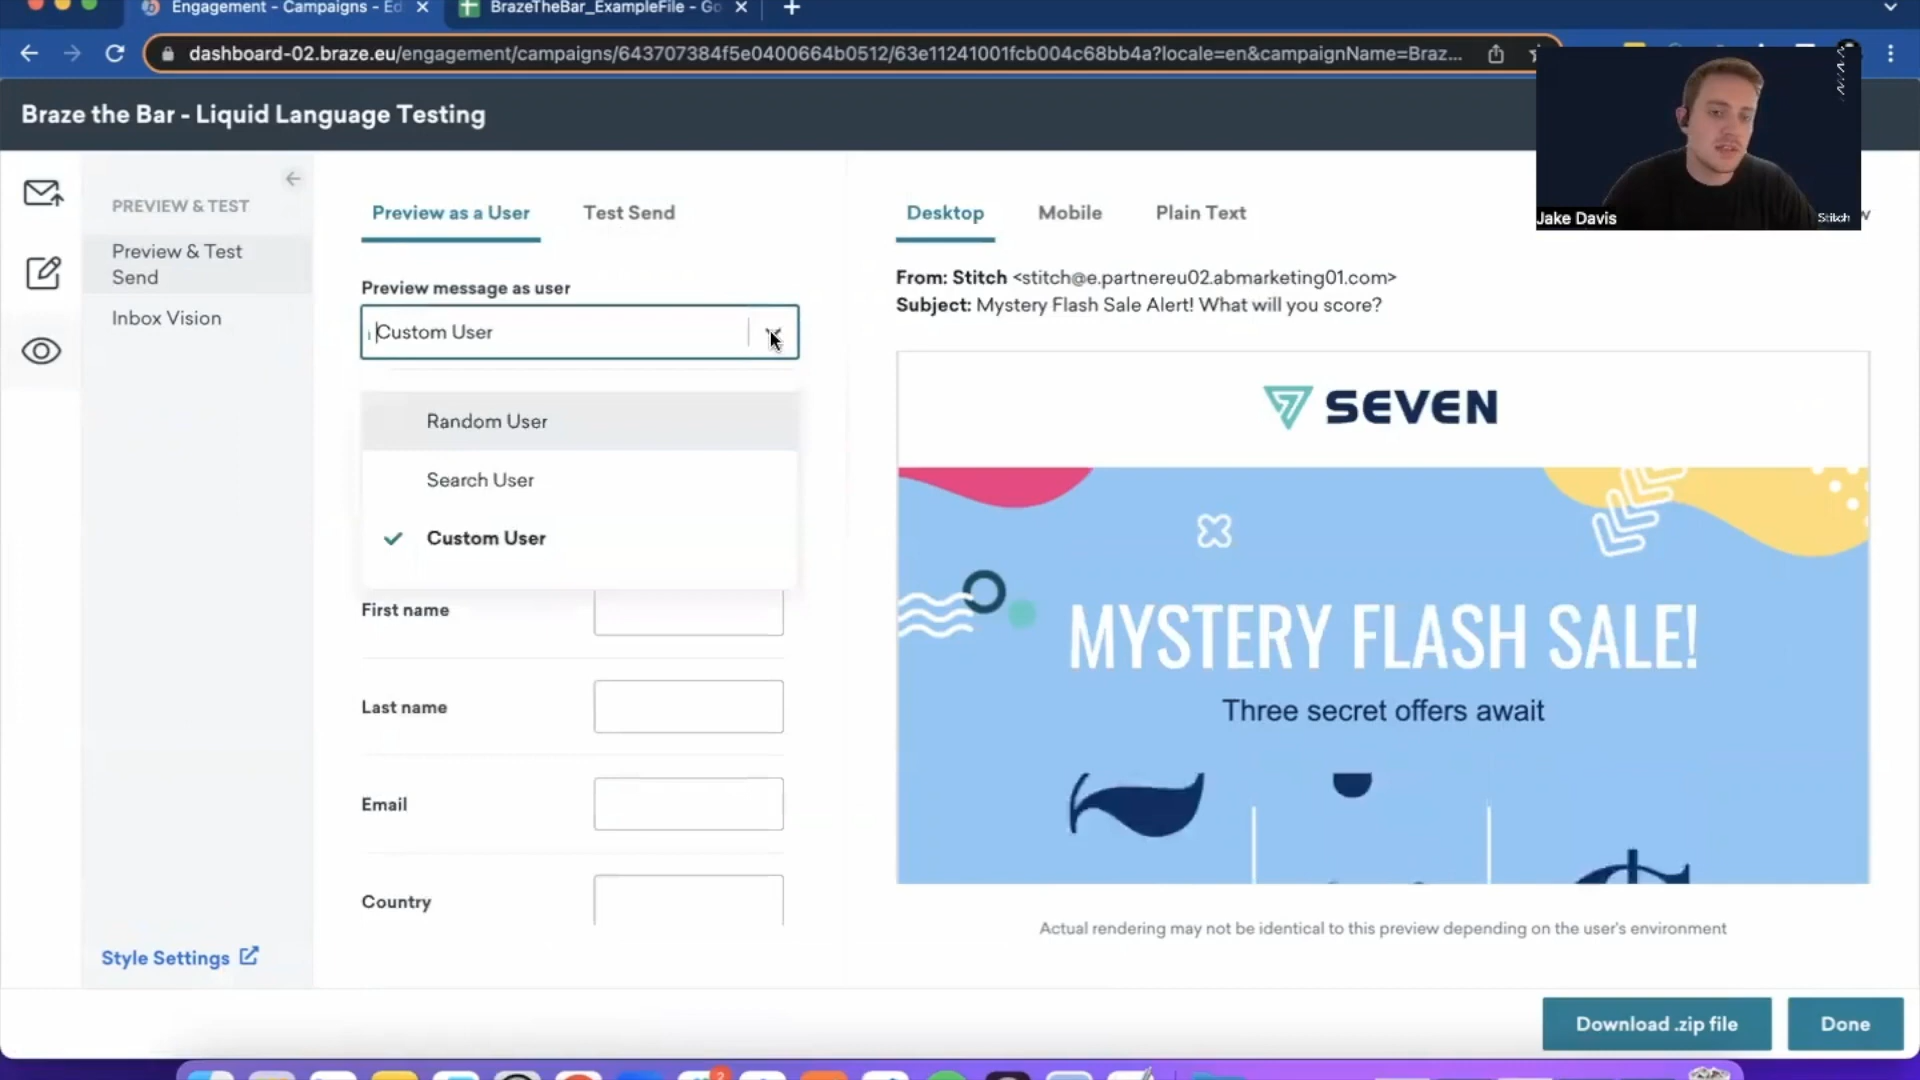 Engagement - Campaigns - Ed
BrazeTheBar_ExampleFile - Go
dashboard-02.braze.eu/engagement/campaigns/643707384f5e0400664b0512/63e11241001fcb004c68bb4a?locale=en&campaignName=Braz...
Braze the Bar - Liquid Language Testing
Jake Davis
Stitch
PREVIEW & TEST
Preview & Test
Send
Inbox Vision
Style Settings
Preview as a User
Test Send
Preview message as user
Custom User
Random User
Search User
Custom User
First name
Last name
Email
Country
Desktop
Mobile
Plain Text
From: Stitch <stitch@e.partnereu02.abmarketing01.com>
Subject: Mystery Flash Sale Alert! What will you score?
SEVEN
MYSTERY FLASH SALE!
Three secret offers await
Actual rendering may not be identical to this preview depending on the user's environment
Download .zip file
Done
2